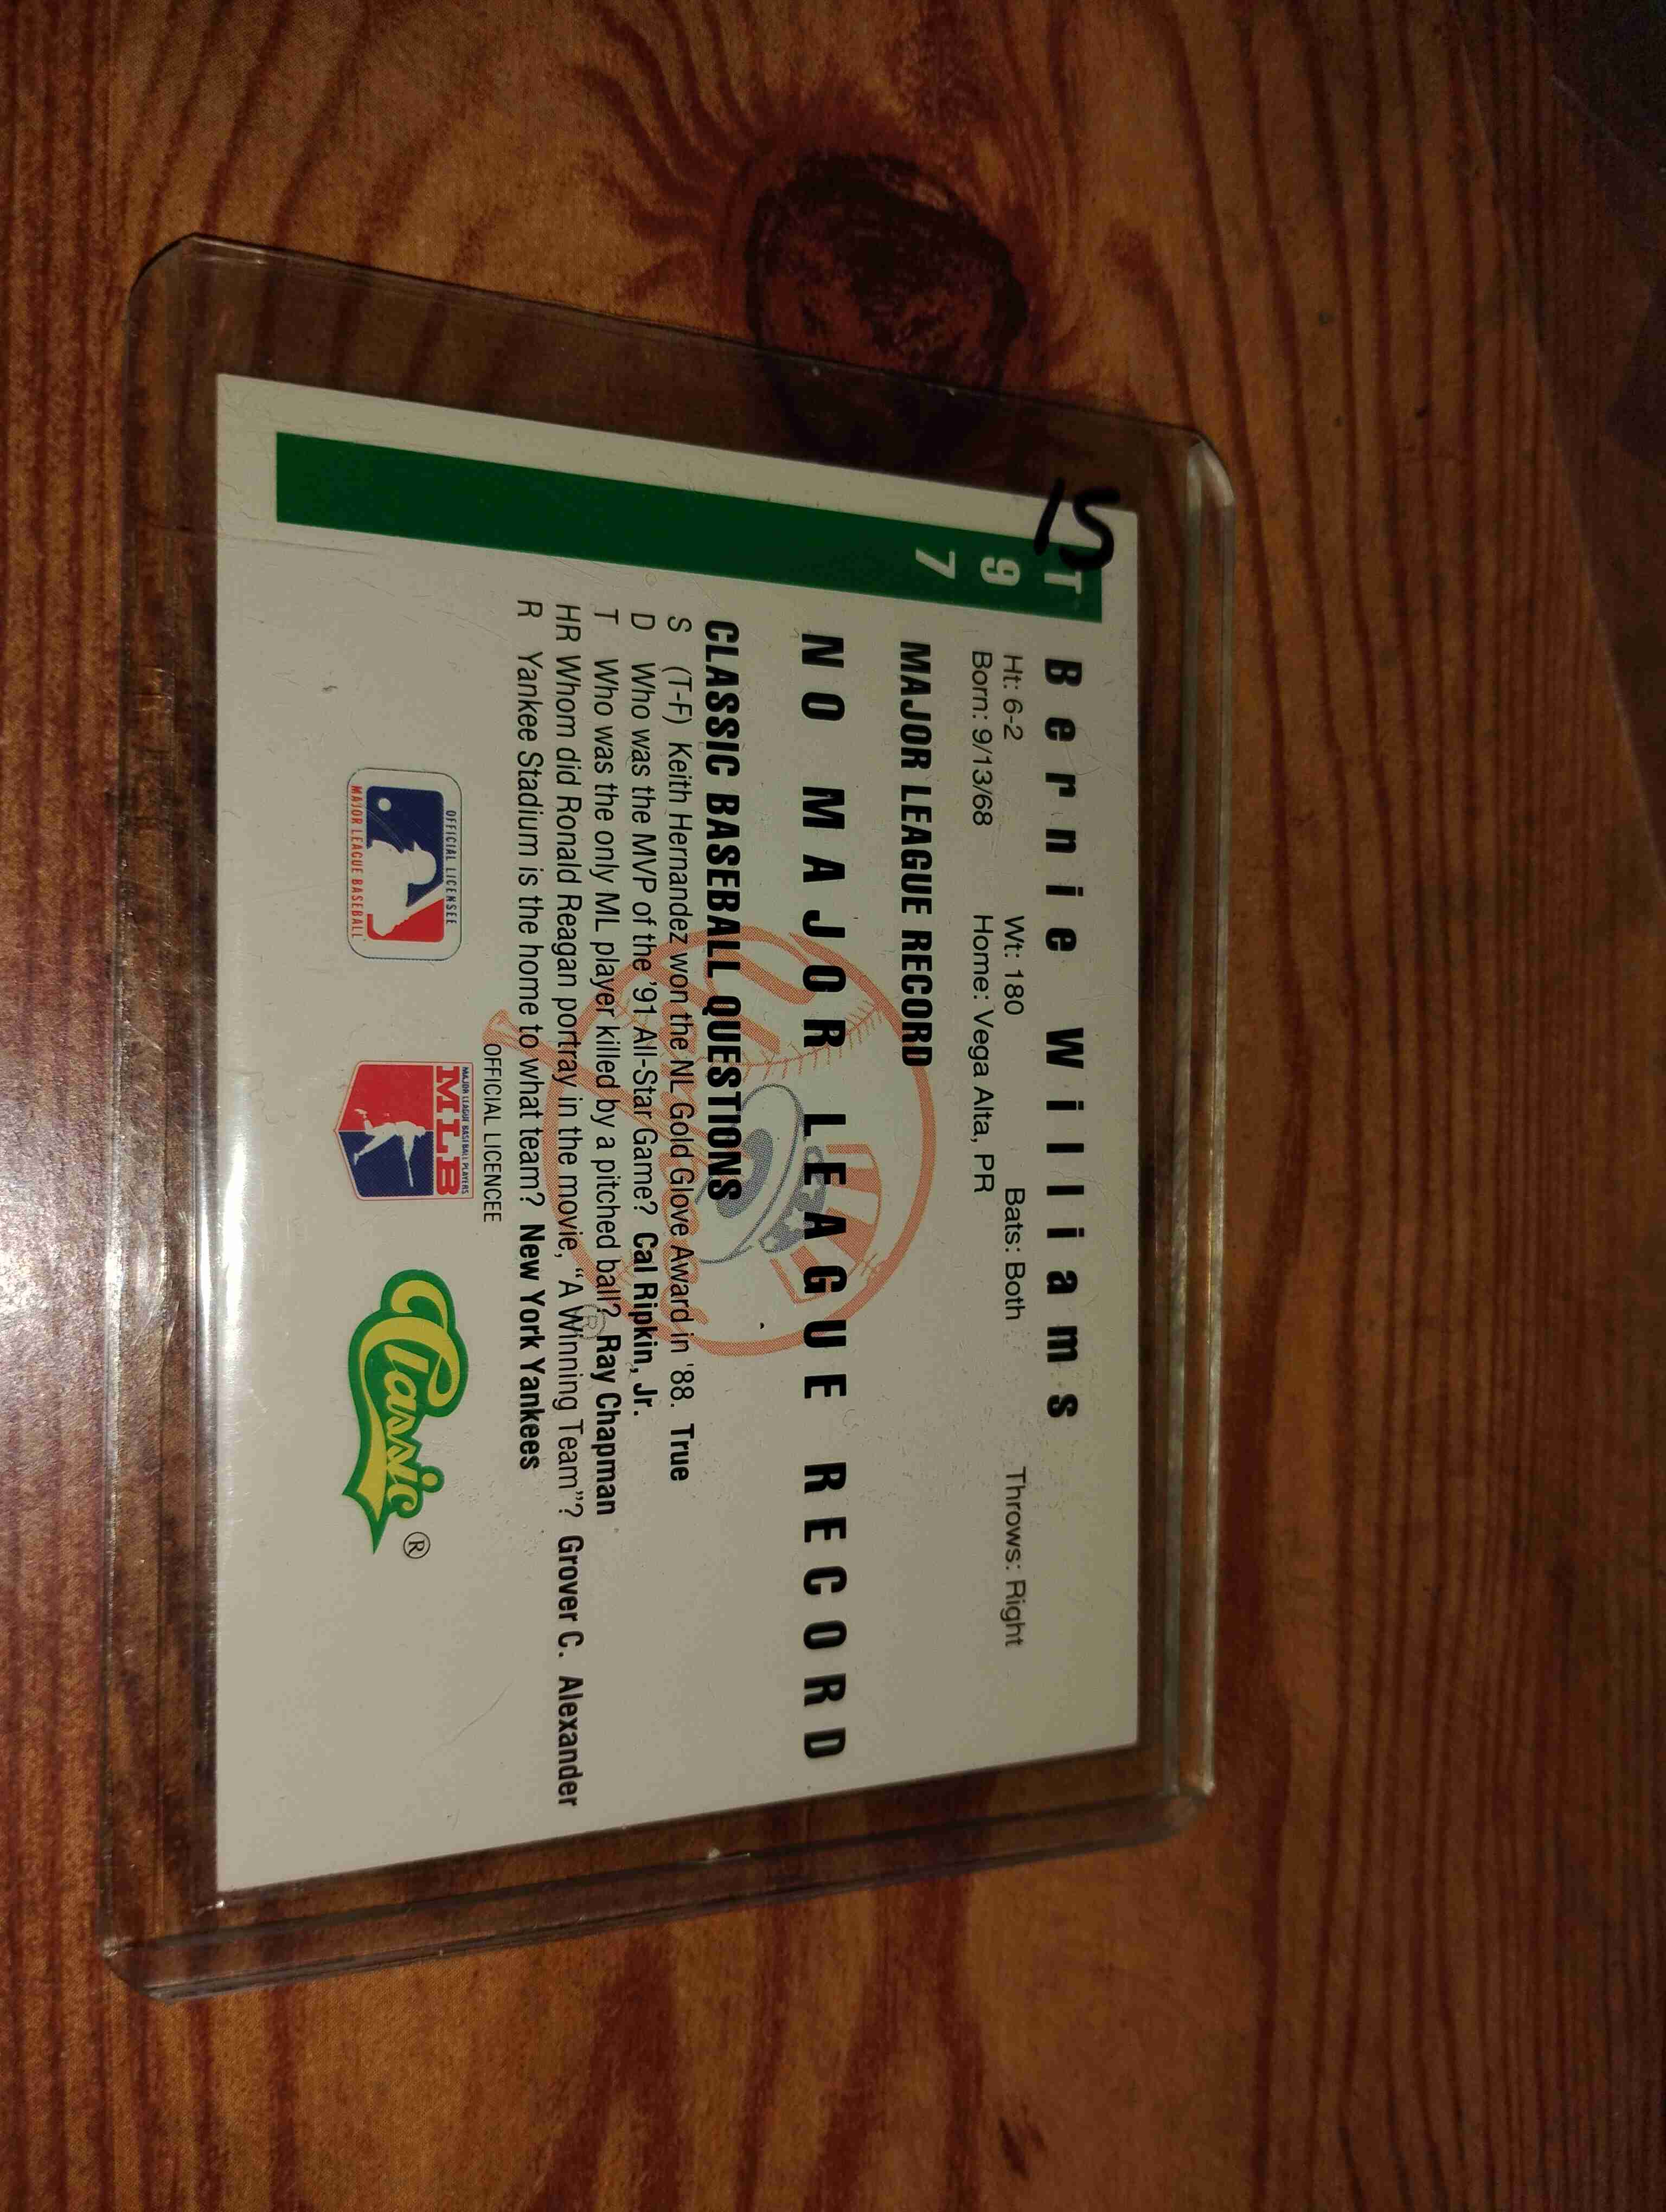 15
T
9
7
Bernie Williams
Ht: 6-2 Wt: 180 Bats: Both Throws: Right
Born: 9/13/68 Home: Vega Alta, PR
MAJOR LEAGUE RECORD
NO MAJOR LEAGUE RECORD
CLASSIC BASEBALL QUESTIONS
S (T-F) Keith Hernandez won the NL Gold Glove Award in '88. True
D Who was the MVP of the '91 All-Star Game? Cal Ripkin, Jr.
T Who was the only ML player killed by a pitched ball? Ray Chapman
HR Whom did Ronald Reagan portray in the movie, "A Winning Team"? Grover C. Alexander
R Yankee Stadium is the home to what team? New York Yankees
OFFICIAL LICENCEE
OFFICIAL LICENSEE
MAJOR LEAGUE BASEBALL
MAJOR LEAGUE BASEBALL PLAYERS
MLB
Classic ®